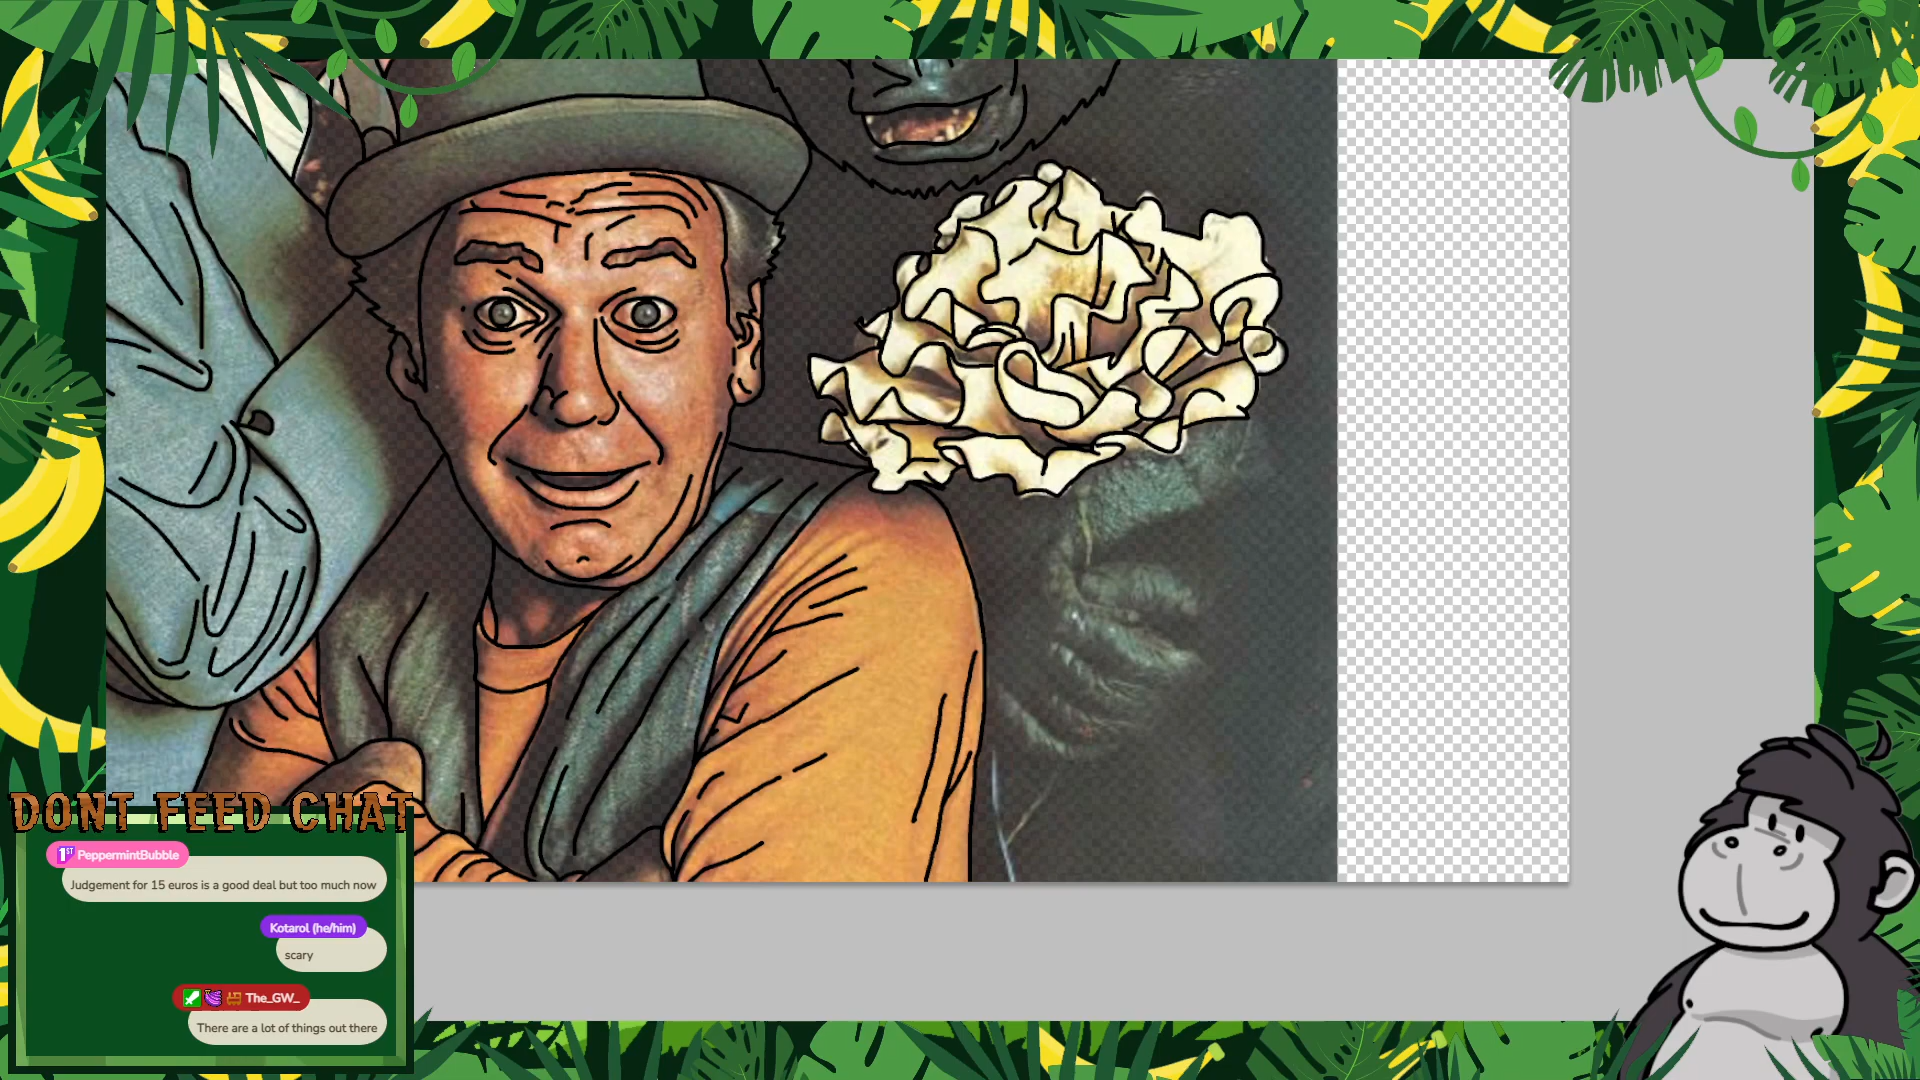 DONT FEED CHAT
1ST PeppermintBubble
Judgement for 15 euros is a good deal but too much now
Kotarol (he/him)
scary
The_GW_
There are a lot of things out there